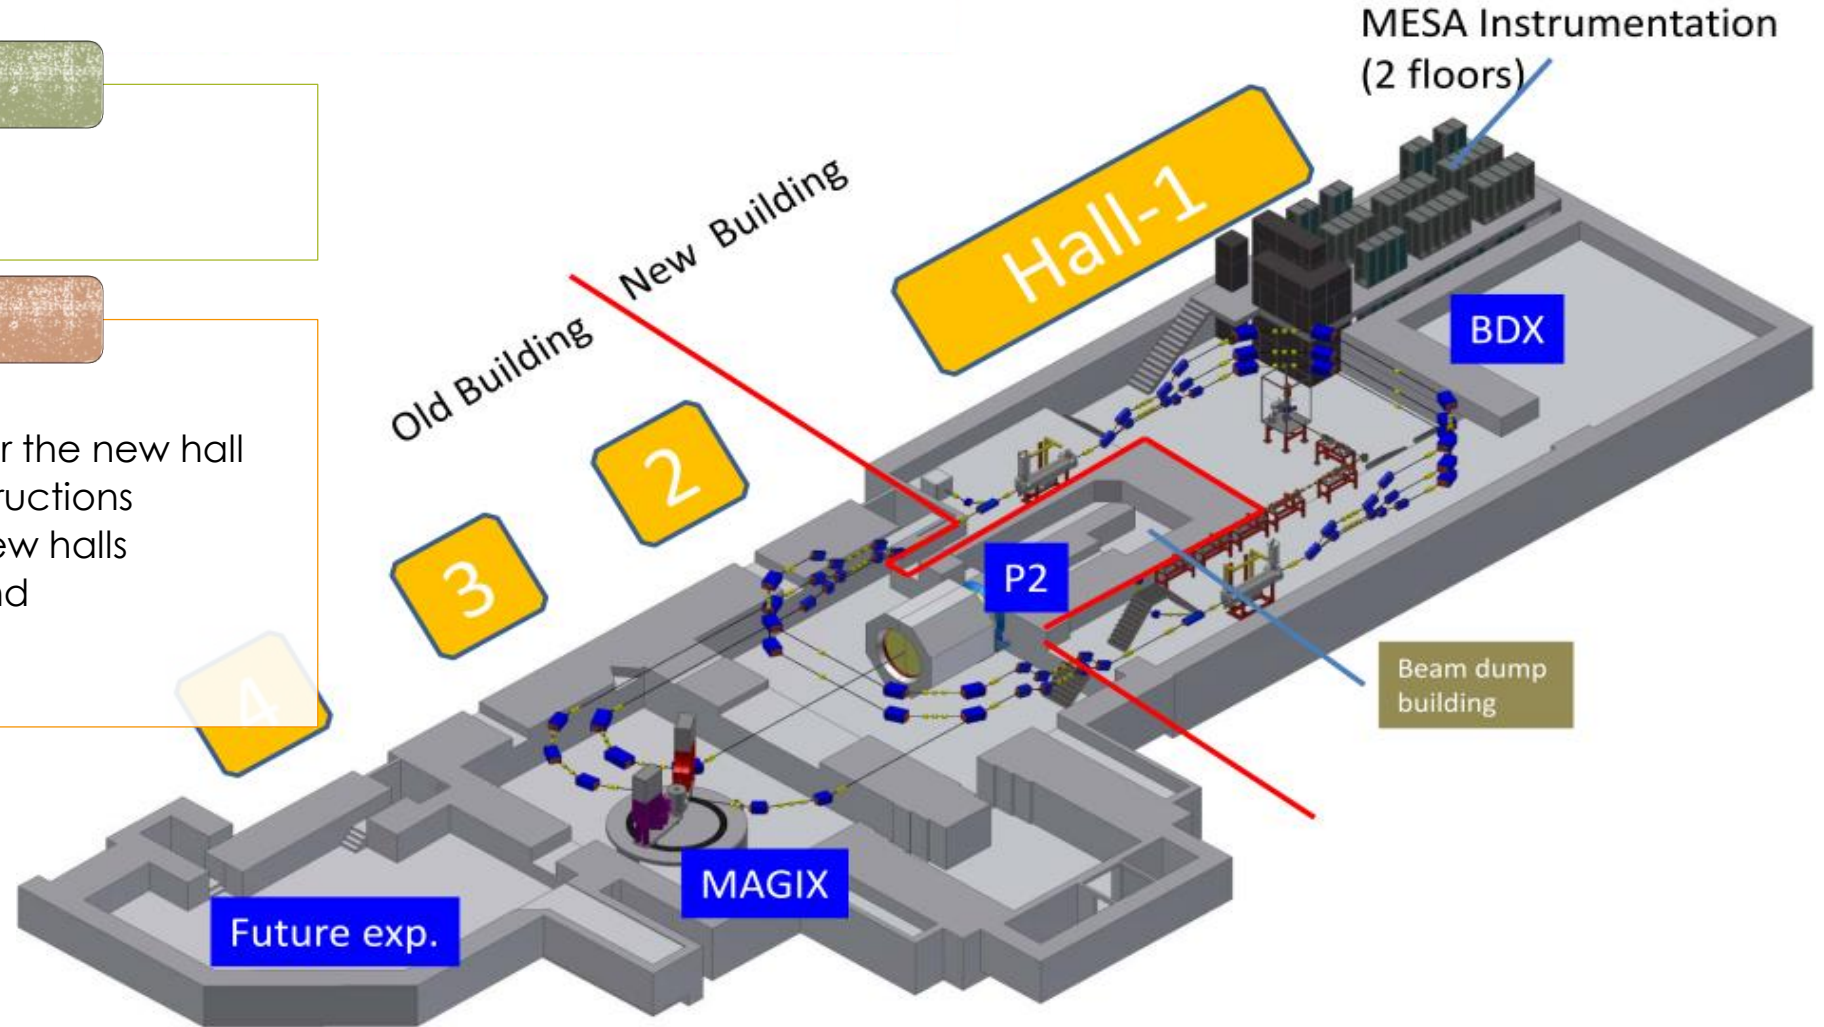 MESA Instrumentation
(2 floors)
Hall-1
New Building
Old Building
BDX
2
3
4
r the new hall
ructions
ew halls
nd
P2
Beam dump
building
MAGIX
Future exp.